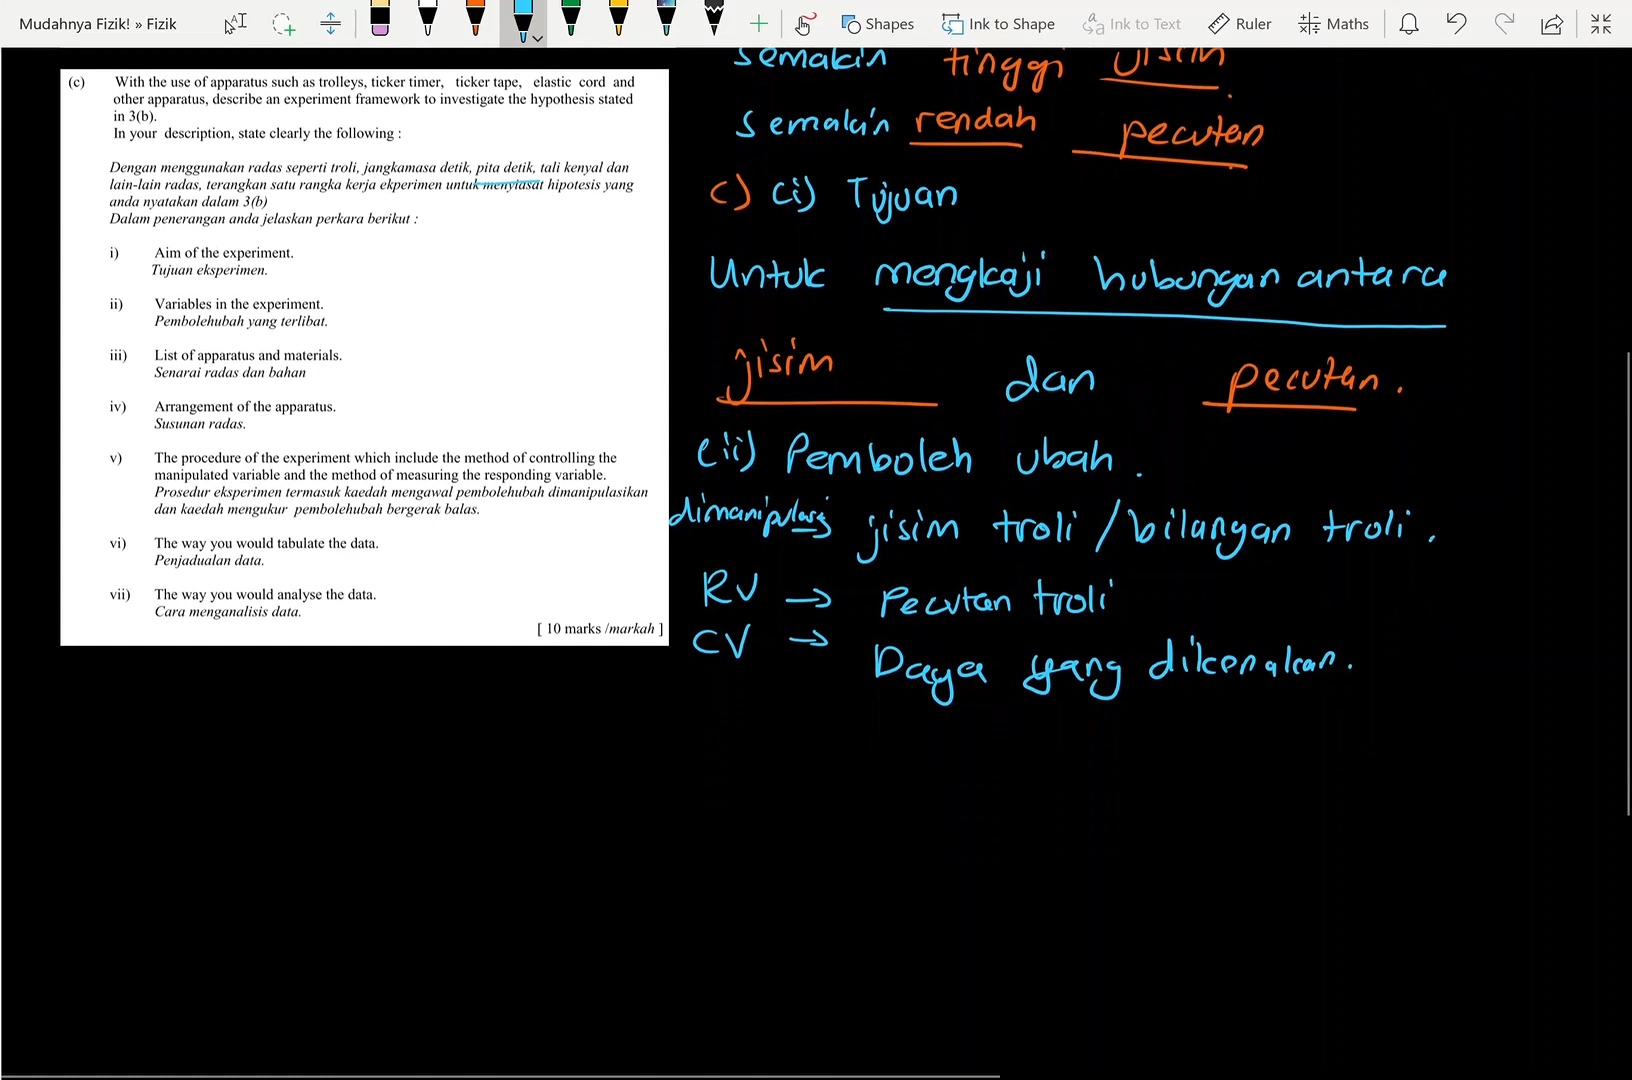 Mudahnya Fizik! » Fizik
Shapes
Ink to Shape
Ink to Text
Ruler
Maths
(c) With the use of apparatus such as trolleys, ticker timer, ticker tape, elastic cord and
other apparatus, describe an experiment framework to investigate the hypothesis stated
in 3(b).
In your description, state clearly the following :
Dengan menggunakan radas seperti troli, jangkamasa detik, pita detik, tali kenyal dan
lain-lain radas, terangkan satu rangka kerja ekperimen untuk menyiasat hipotesis yang
anda nyatakan dalam 3(b)
Dalam penerangan anda jelaskan perkara berikut :
i) Aim of the experiment.
Tujuan eksperimen.
ii) Variables in the experiment.
Pembolehubah yang terlibat.
iii) List of apparatus and materials.
Senarai radas dan bahan
iv) Arrangement of the apparatus.
Susunan radas.
v) The procedure of the experiment which include the method of controlling the
manipulated variable and the method of measuring the responding variable.
Prosedur eksperimen termasuk kaedah mengawal pembolehubah dimanipulasikan
dan kaedah mengukur pembolehubah bergerak balas.
vi) The way you would tabulate the data.
Penjadualan data.
vii) The way you would analyse the data.
Cara menganalisis data.
[ 10 marks /markah ]
semakin tinggi jisim
semakin rendah pecutan
c) (i) Tujuan
Untuk mengkaji hubungan antara
jisim dan pecutan.
(ii) Pemboleh ubah.
dimanipulasi jisim troli / bilangan troli.
RV → Pecutan troli
CV → Daya yang dikenakan.